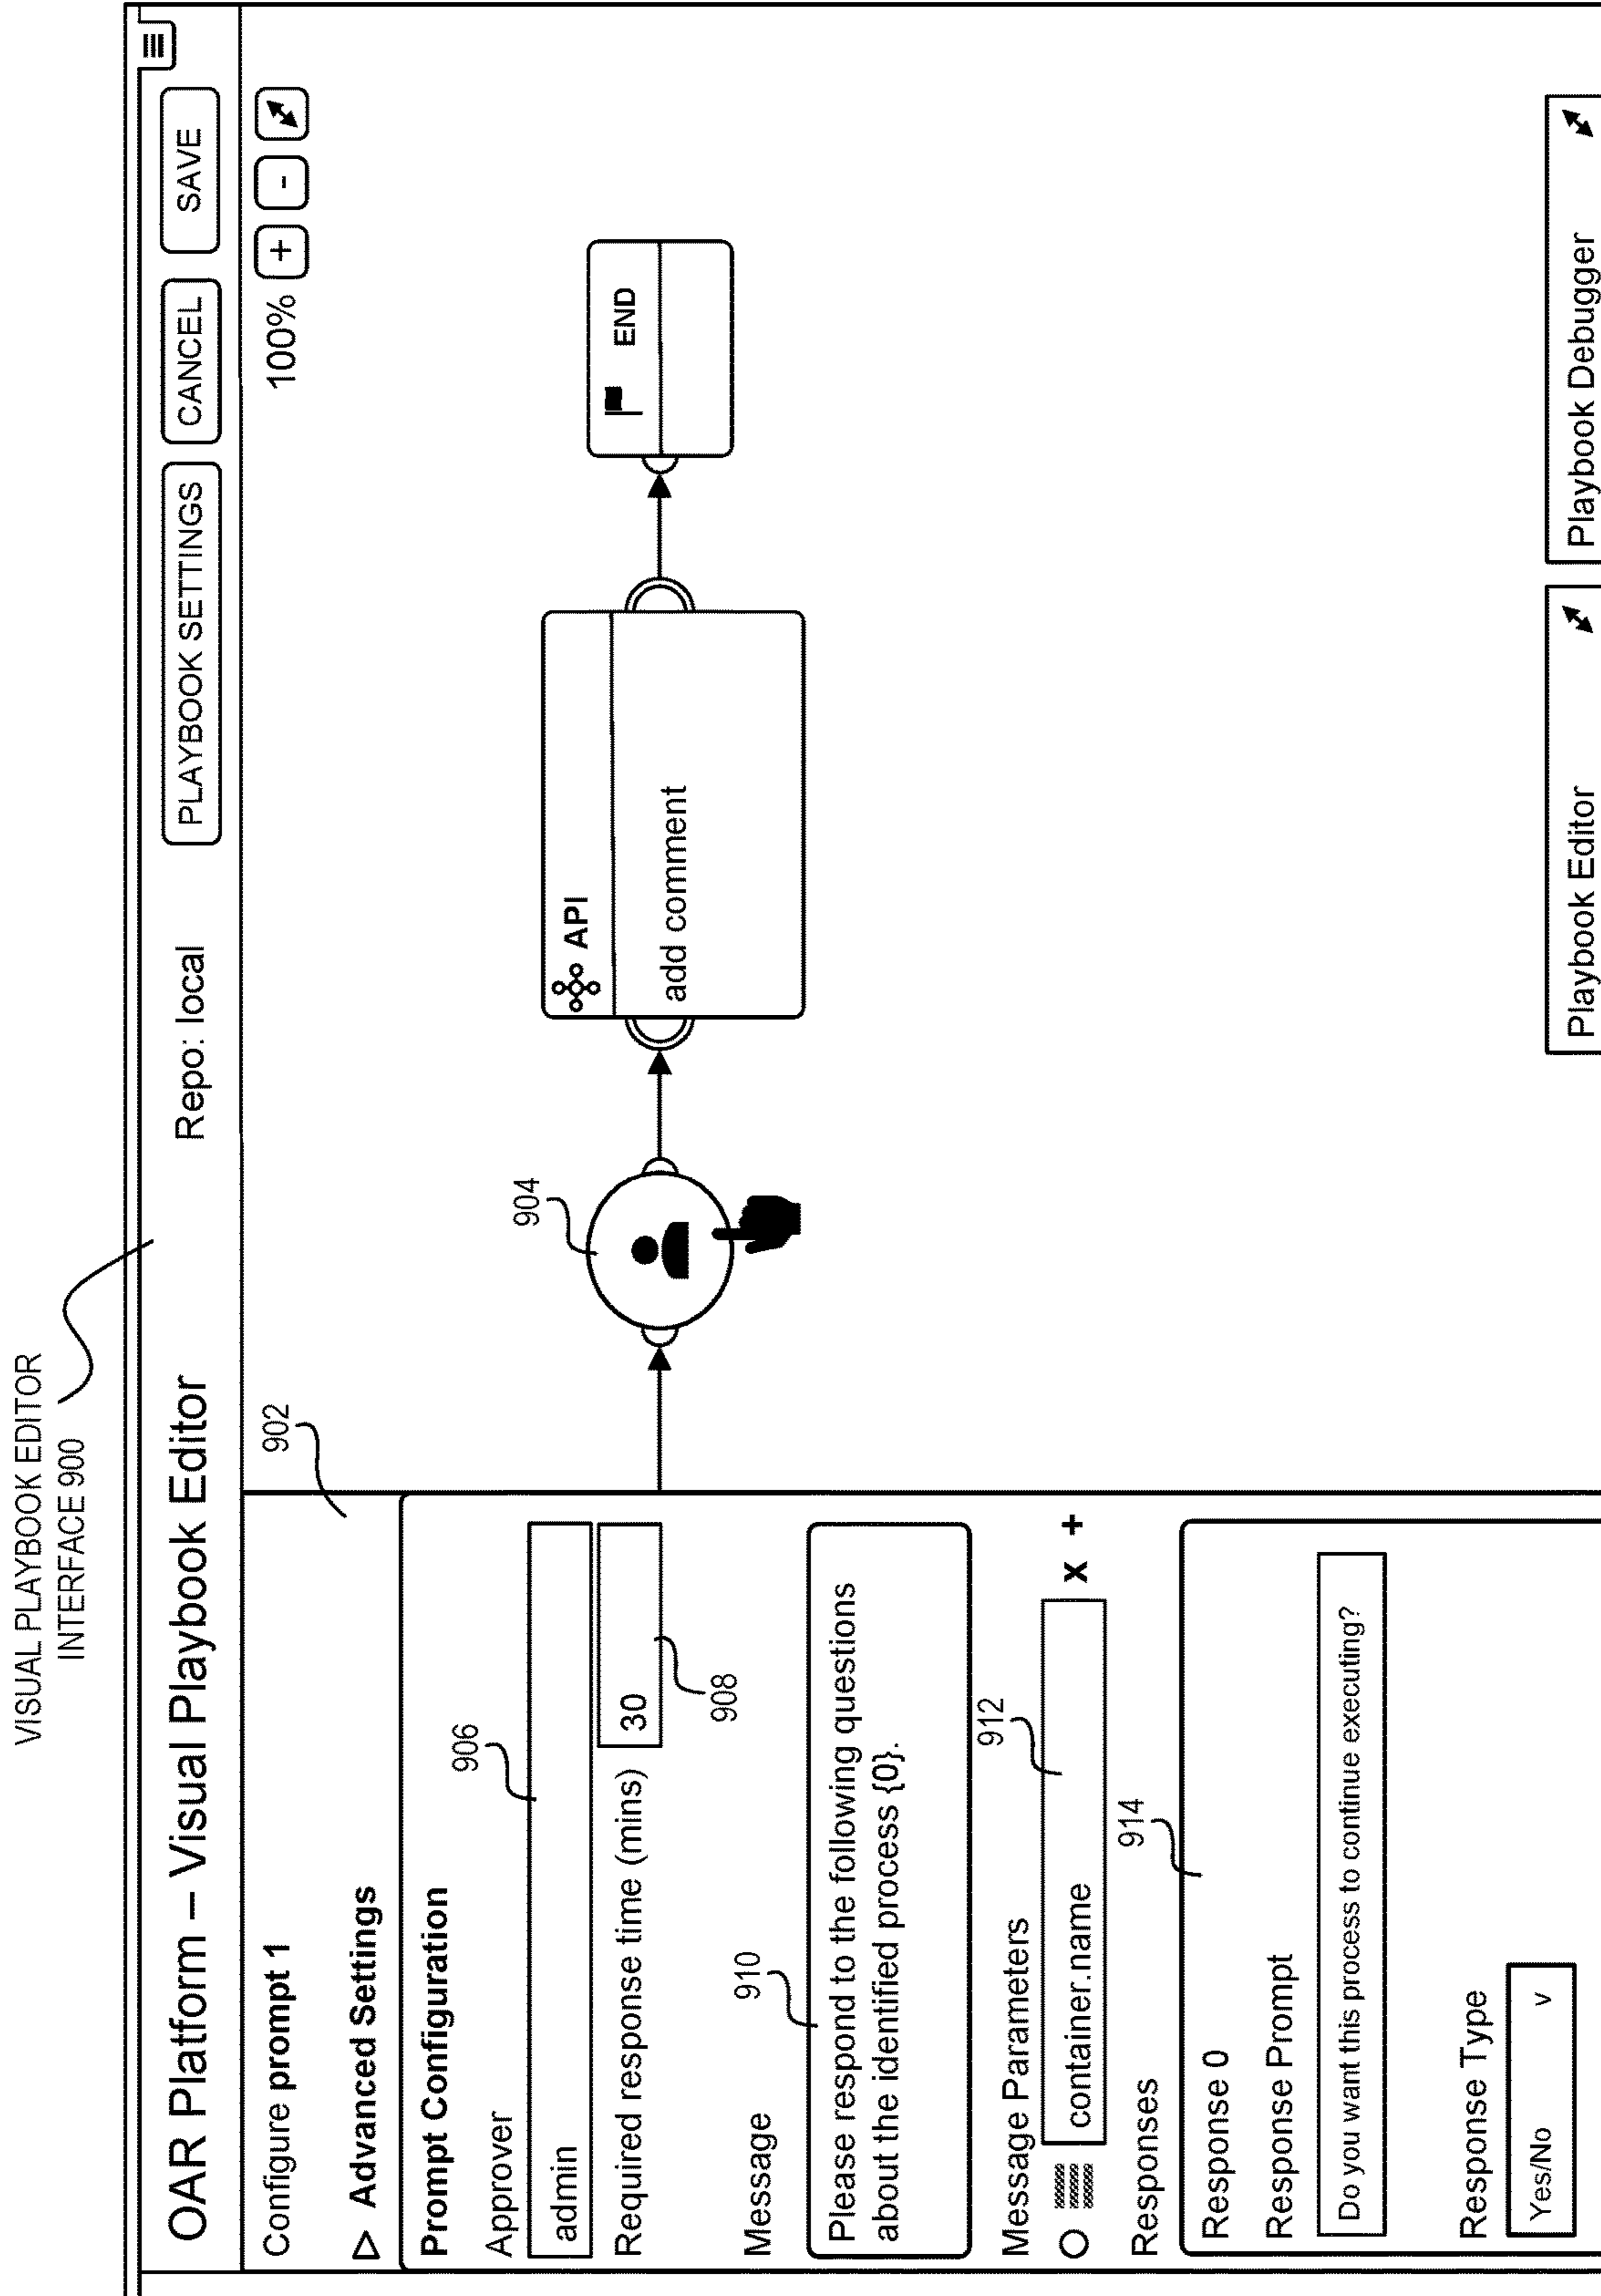 VISUAL PLAYBOOK EDITOR
INTERFACE 900
OAR Platform – Visual Playbook Editor
Repo: local
PLAYBOOK SETTINGS
CANCEL
SAVE
100% + -
902
Configure prompt 1
▷ Advanced Settings
Prompt Configuration
Approver
906
admin
Required response time (mins) 30
908
Message
910
Please respond to the following questions
about the identified process {0}.
Message Parameters
912
container.name x +
Responses
914
Response 0
Response Prompt
Do you want this process to continue executing?
Response Type
Yes/No v
904
API
add comment
END
Playbook Editor
Playbook Debugger